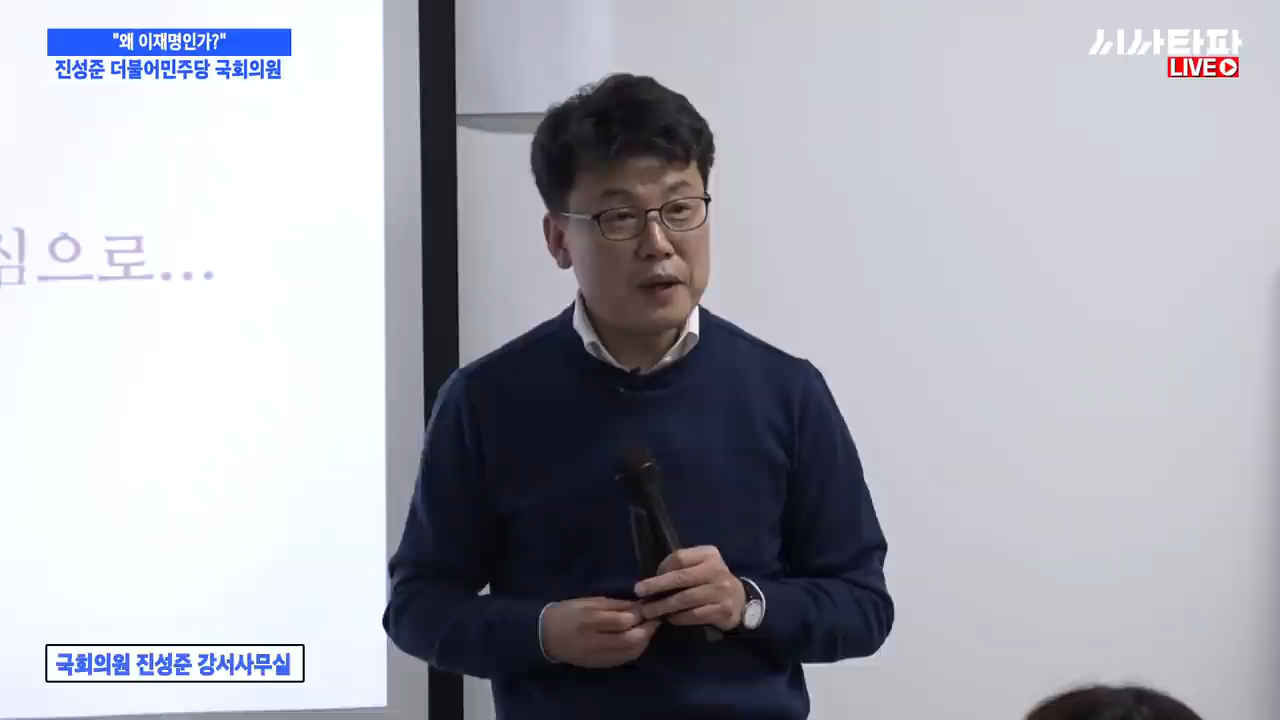 "왜 이재명인가?"
진성준 더불어민주당 국회의원
씨사타파
LIVE
심으로...
국회의원 진성준 강서사무실